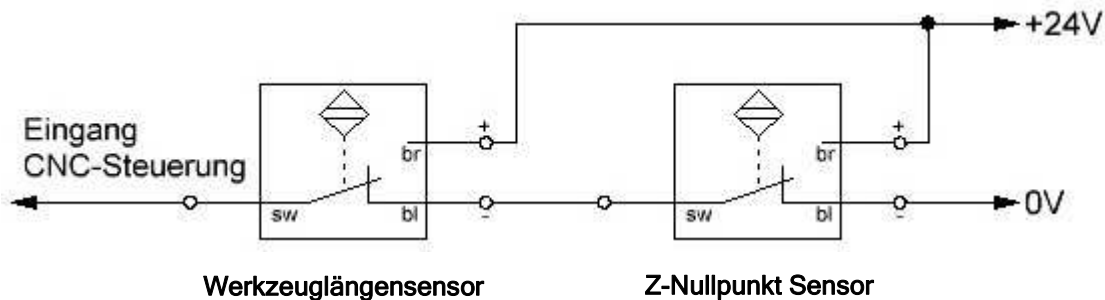 +24V
Eingang
CNC-Steuerung
+
br
sw
bl
-
+
br
sw
bl
-
0V
Werkzeuglängensensor
Z-Nullpunkt Sensor